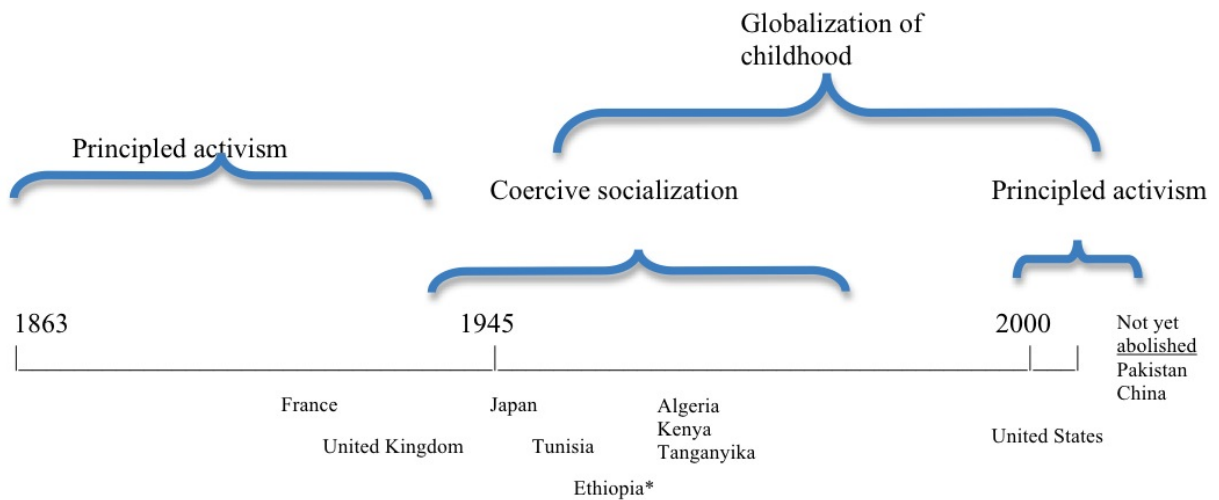 Globalization of
childhood
Principled activism
Coercive socialization
Principled activism
1863
1945
2000
Not yet
abolished
Pakistan
China
France
Japan
Algeria
Kenya
Tanganyika
United Kingdom
Tunisia
United States
Ethiopia*